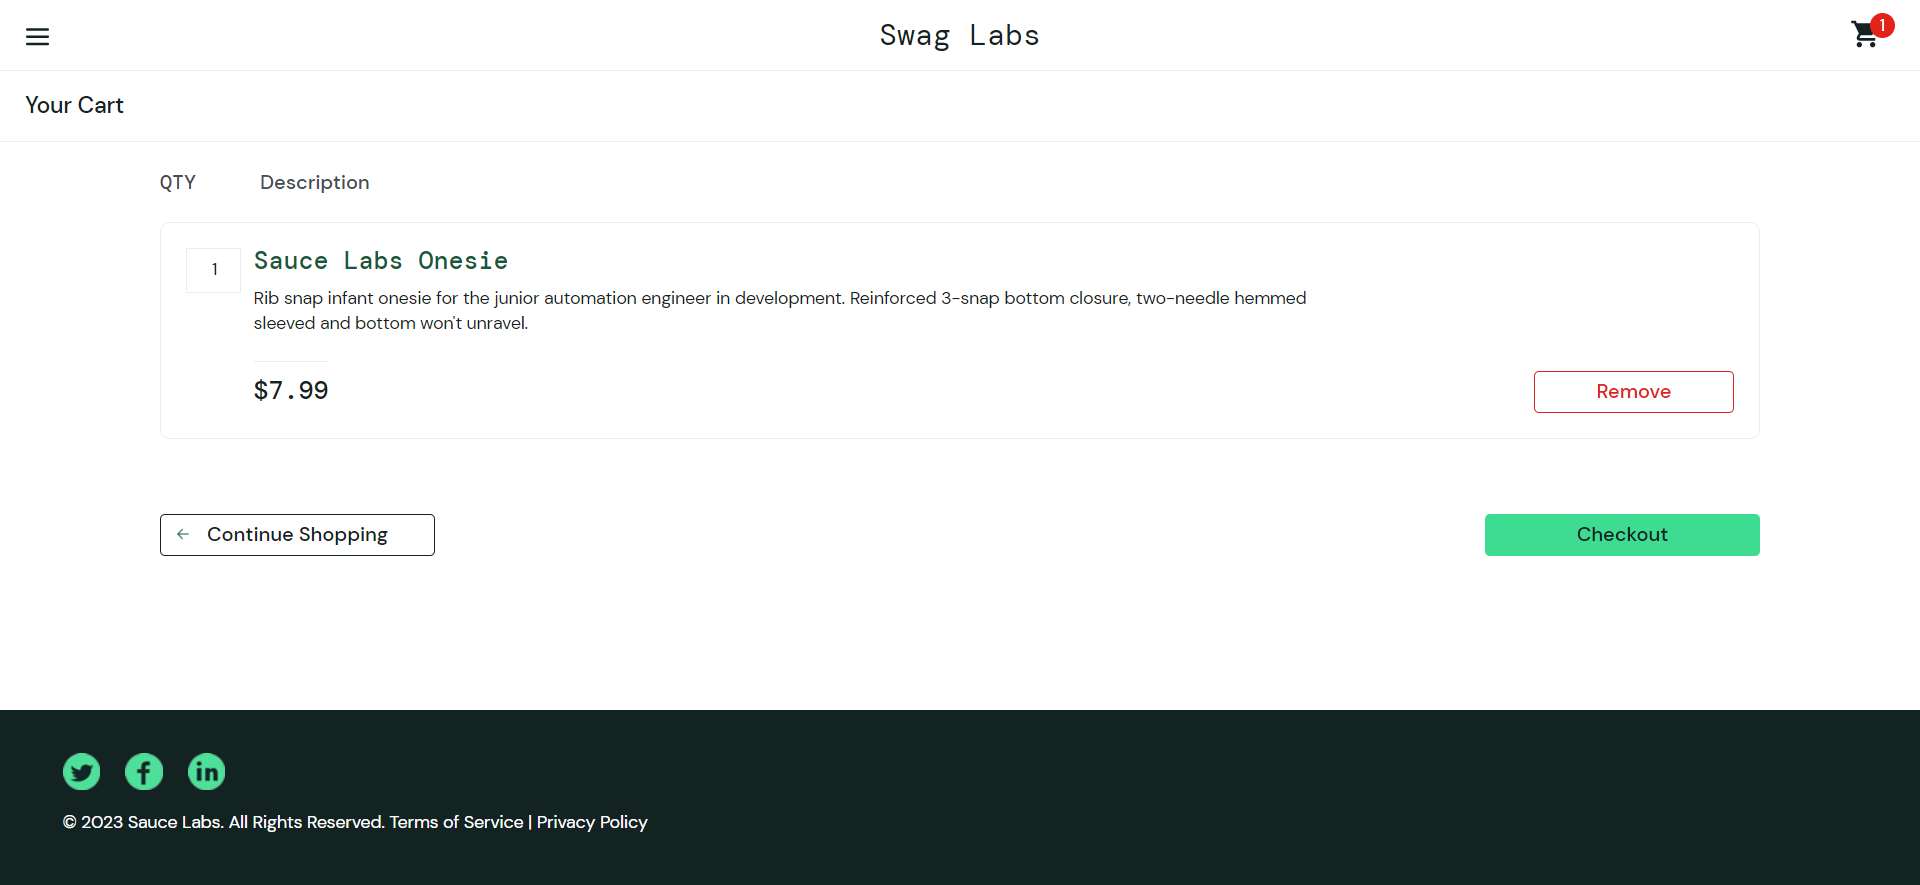 Swag Labs
1
Your Cart
QTY Description
1
Sauce Labs Onesie
Rib snap infant onesie for the junior automation engineer in development. Reinforced 3-snap bottom closure, two-needle hemmed
sleeved and bottom won't unravel.
$7.99
Remove
Continue Shopping
Checkout
© 2023 Sauce Labs. All Rights Reserved. Terms of Service | Privacy Policy